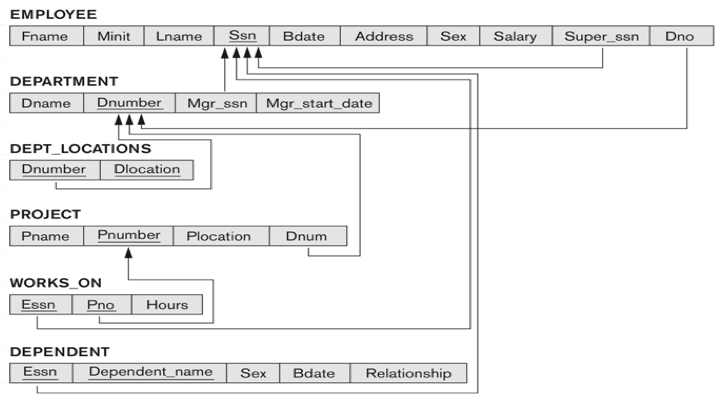 EMPLOYEE
Fname Minit Lname Ssn Bdate Address Sex Salary Super_ssn Dno
DEPARTMENT
Dname Dnumber Mgr_ssn Mgr_start_date
DEPT_LOCATIONS
Dnumber Dlocation
PROJECT
Pname Pnumber Plocation Dnum
WORKS_ON
Essn Pno Hours
DEPENDENT
Essn Dependent_name Sex Bdate Relationship